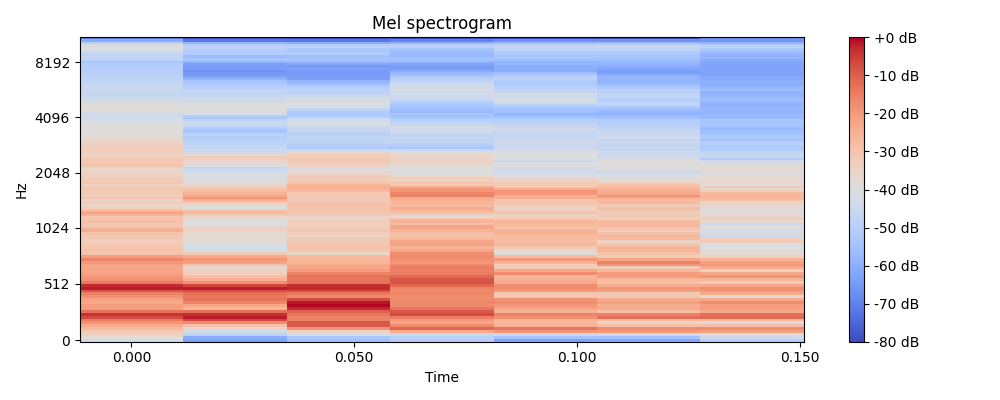 Mel spectrogram
Hz
8192
4096
2048
1024
512
0
0.000
0.050
0.100
0.150
Time
+0 dB
-10 dB
-20 dB
-30 dB
-40 dB
-50 dB
-60 dB
-70 dB
-80 dB